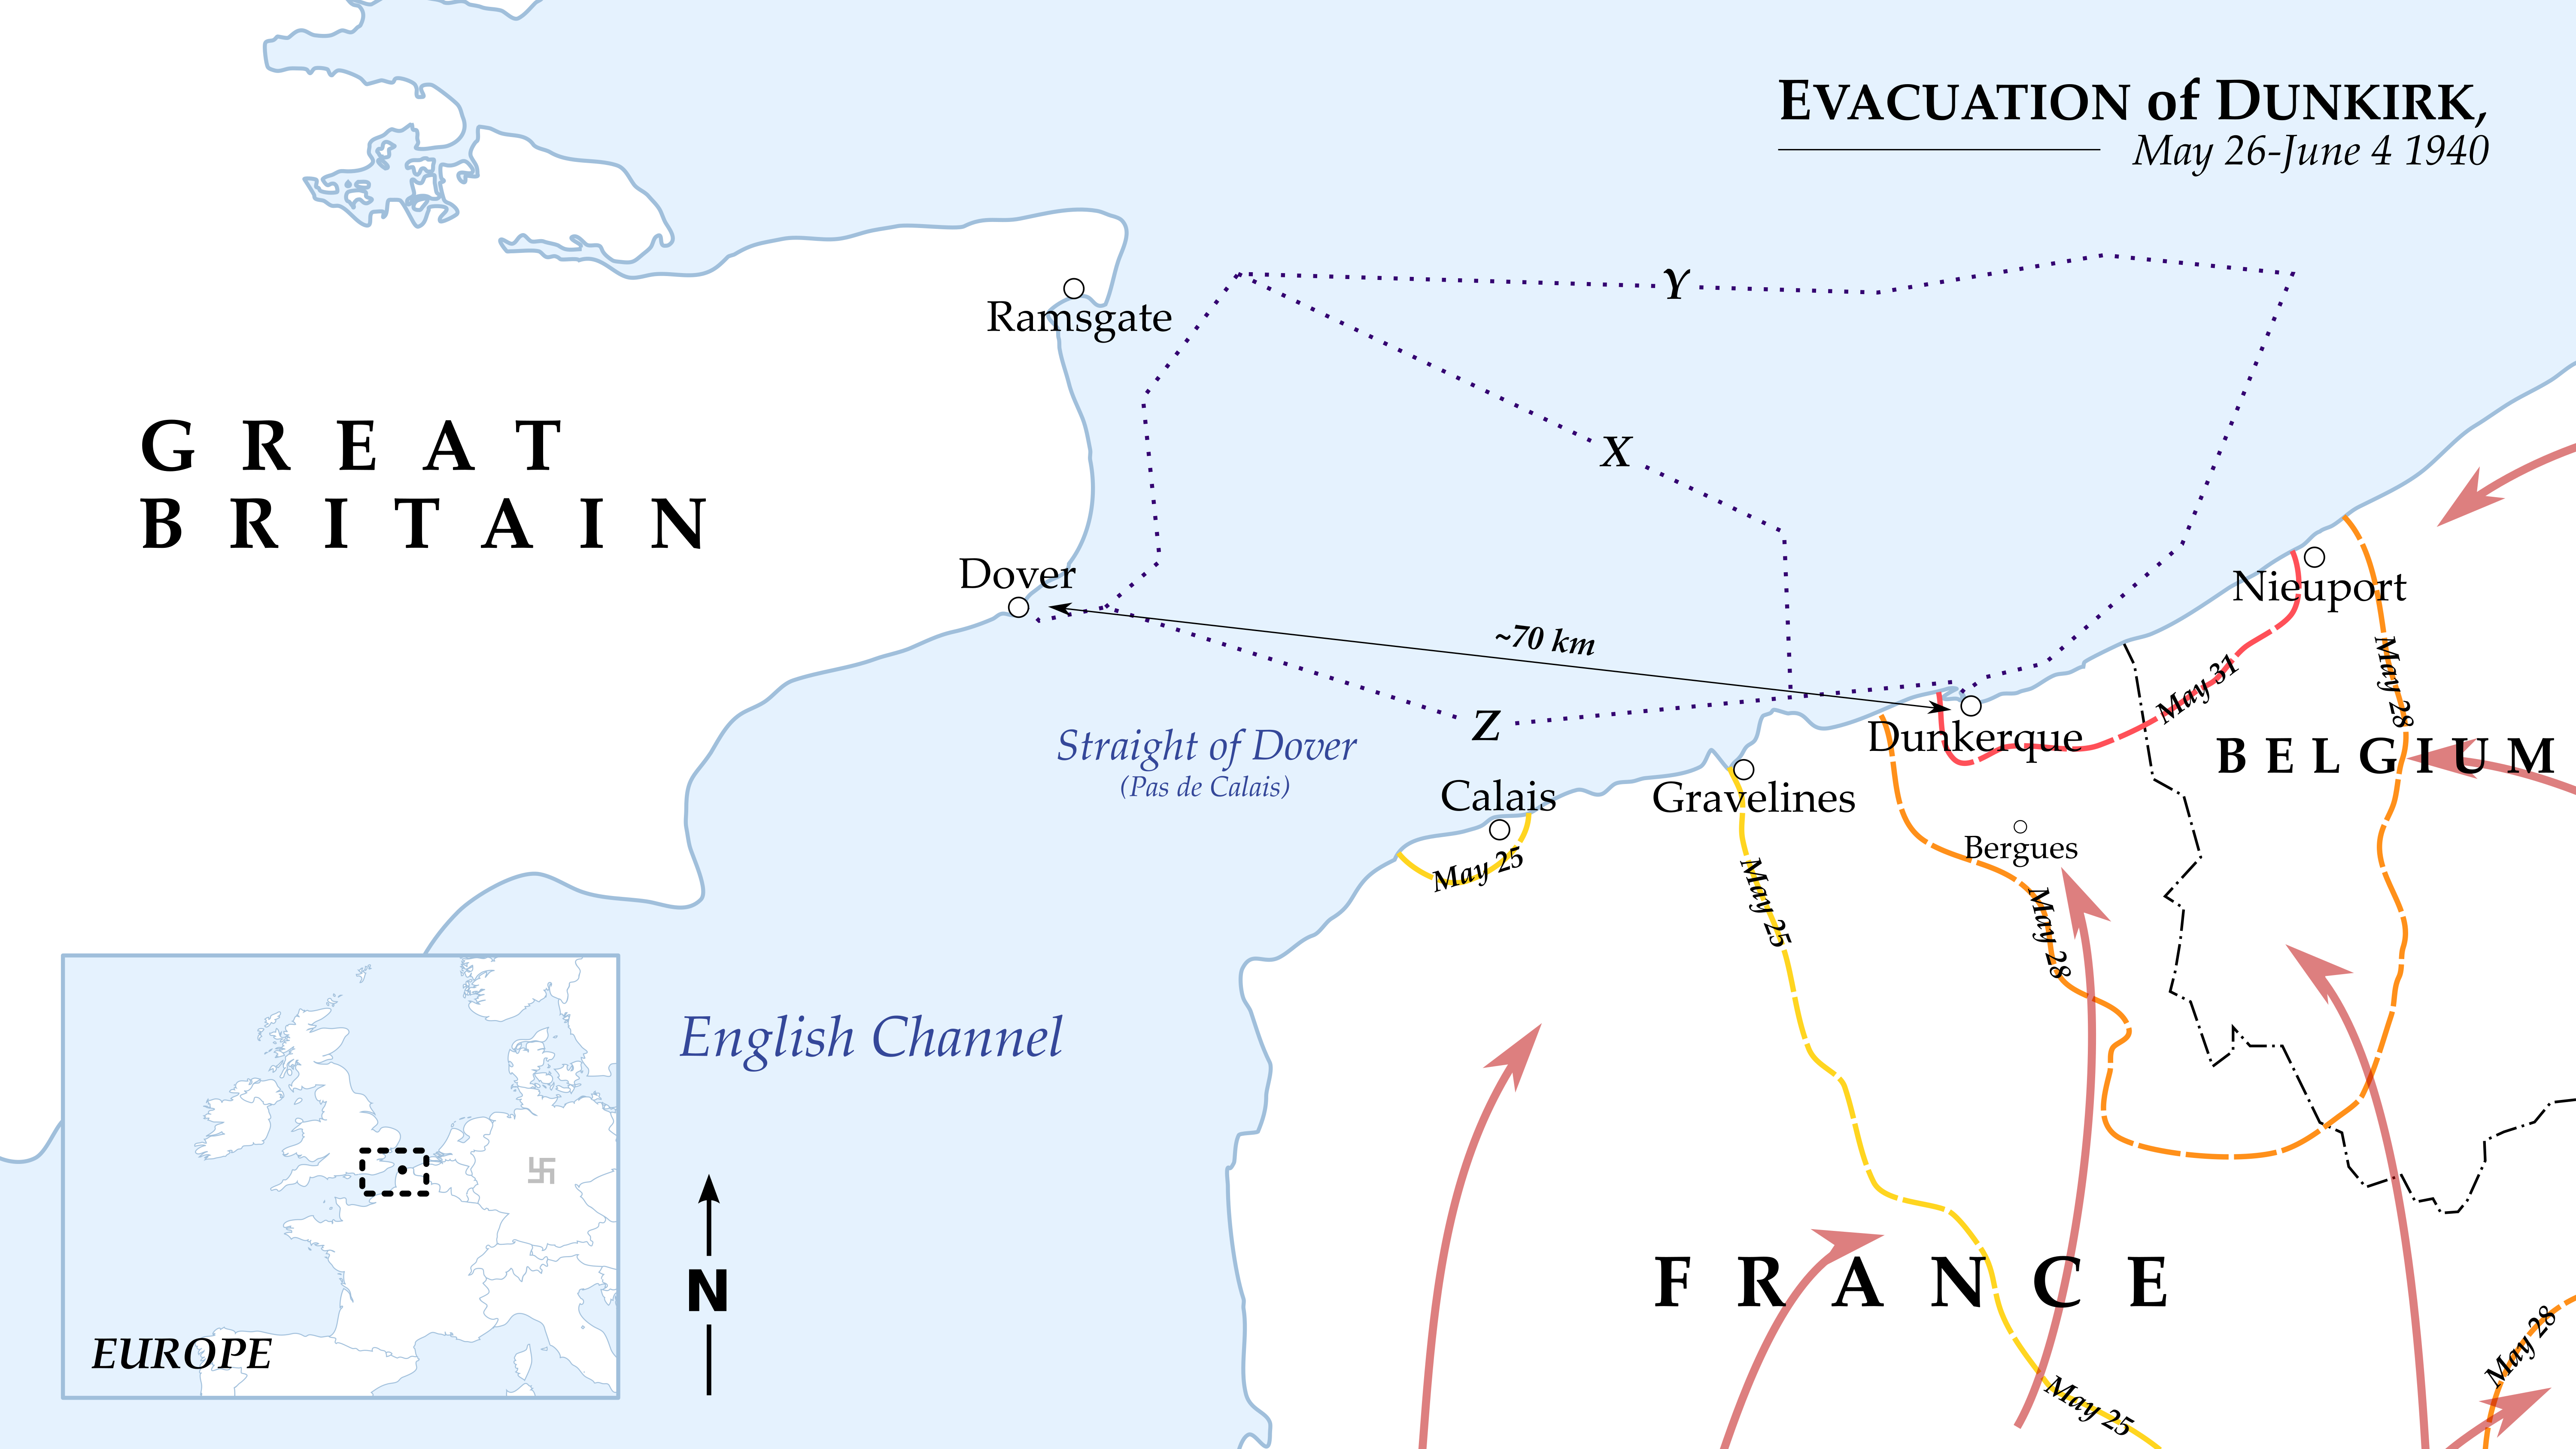 EVACUATION of DUNKIRK,
May 26-June 4 1940
Y
Ramsgate
GREAT
BRITAIN
X
Dover
~70 km
Nieuport
May 31
May 28
Straight of Dover
(Pas de Calais)
Z
Dunkerque
BELGIUM
Calais
Gravelines
Bergues
May 25
May 25
May 28
English Channel
N
FRANCE
EUROPE
May 28
May 25